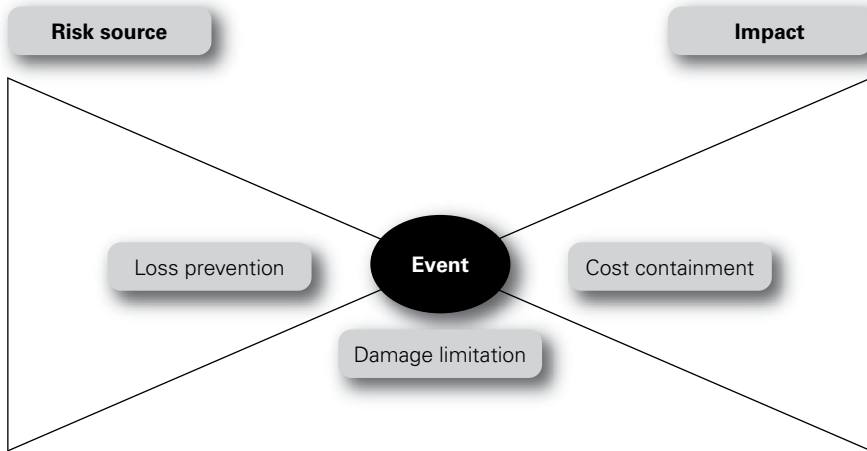 Risk source
Impact
Event
Loss prevention
Cost containment
Damage limitation